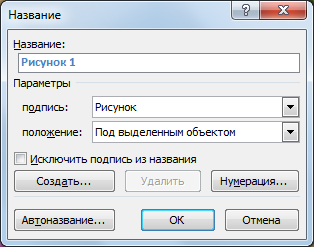 Название
Название:
Рисунок 1
Параметры
подпись: Рисунок
положение: Под выделенным объектом
Исключить подпись из названия
Создать... Удалить Нумерация...
Автоназвание... ОК Отмена